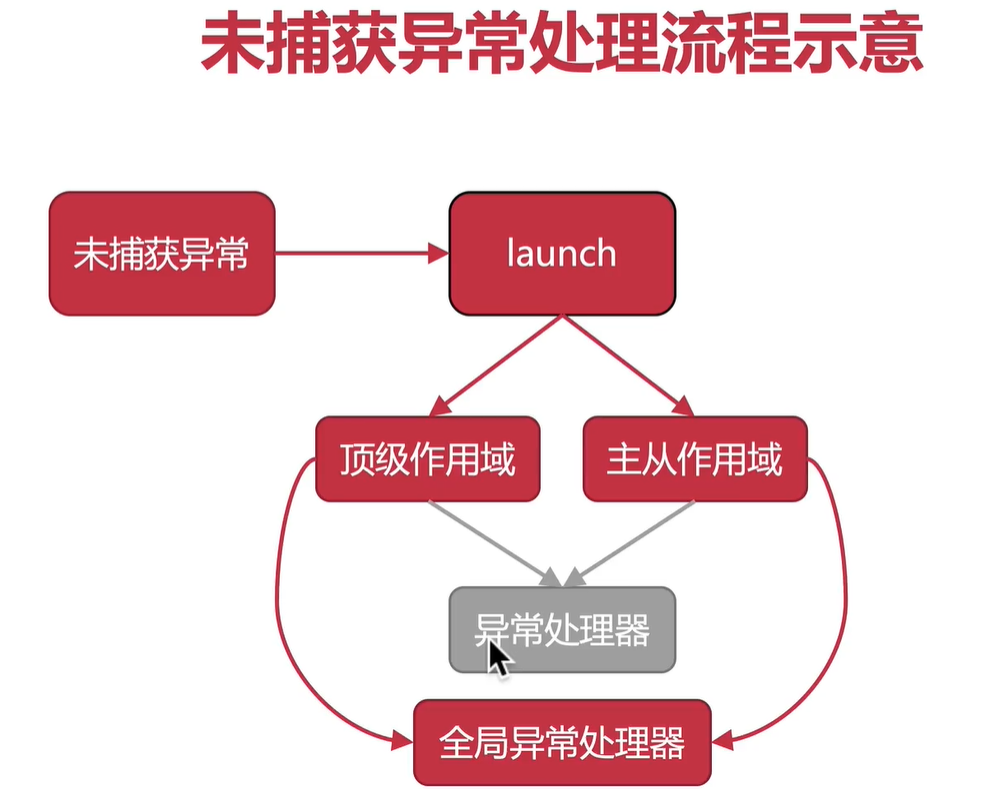 未捕获异常处理流程示意
未捕获异常
launch
顶级作用域
主从作用域
异常处理器
全局异常处理器